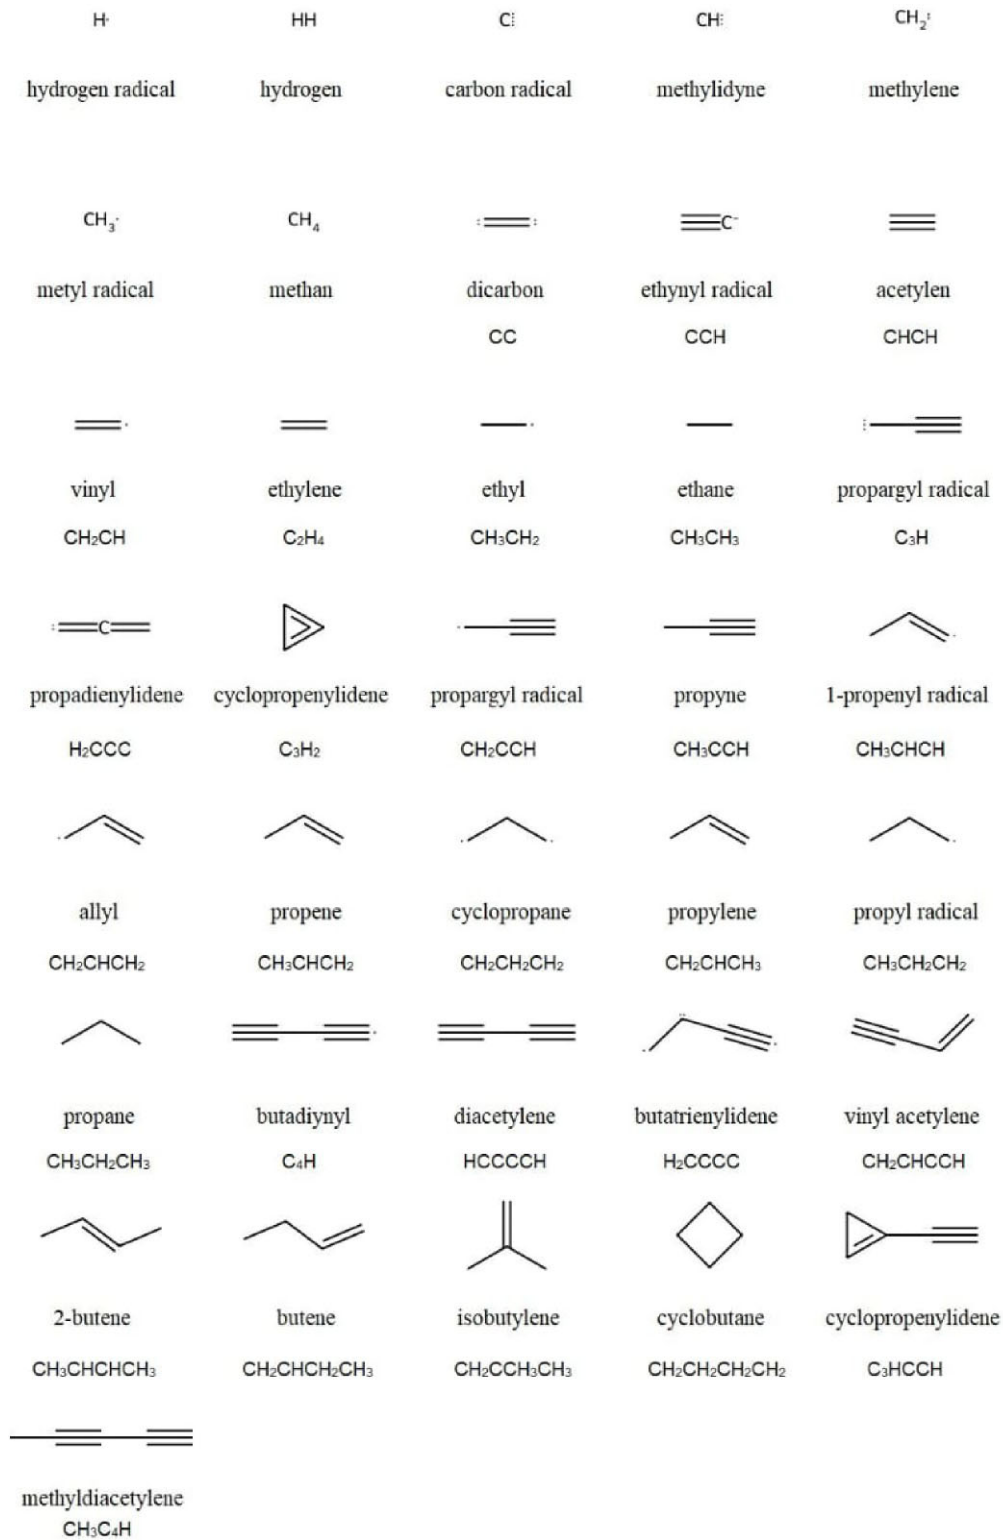 H· HH C⁞ CH⁝ CH₂:
hydrogen radical hydrogen carbon radical methylidyne methylene
CH₃· CH₄ C⁻
metyl radical methan dicarbon ethynyl radical acetylen
CC CCH CHCH
vinyl ethylene ethyl ethane propargyl radical
CH₂CH C₂H₄ CH₃CH₂ CH₃CH₃ C₃H
C
propadienylidene cyclopropenylidene propargyl radical propyne 1-propenyl radical
H₂CCC C₃H₂ CH₂CCH CH₃CCH CH₃CHCH
allyl propene cyclopropane propylene propyl radical
CH₂CHCH₂ CH₃CHCH₂ CH₂CH₂CH₂ CH₂CHCH₃ CH₃CH₂CH₂
propane butadiynyl diacetylene butatrienylidene vinyl acetylene
CH₃CH₂CH₃ C₄H HCCCCH H₂CCCC CH₂CHCCH
2-butene butene isobutylene cyclobutane cyclopropenylidene
CH₃CHCHCH₃ CH₂CHCH₂CH₃ CH₂CCH₃CH₃ CH₂CH₂CH₂CH₂ C₃HCCH
methyldiacetylene
CH₃C₄H